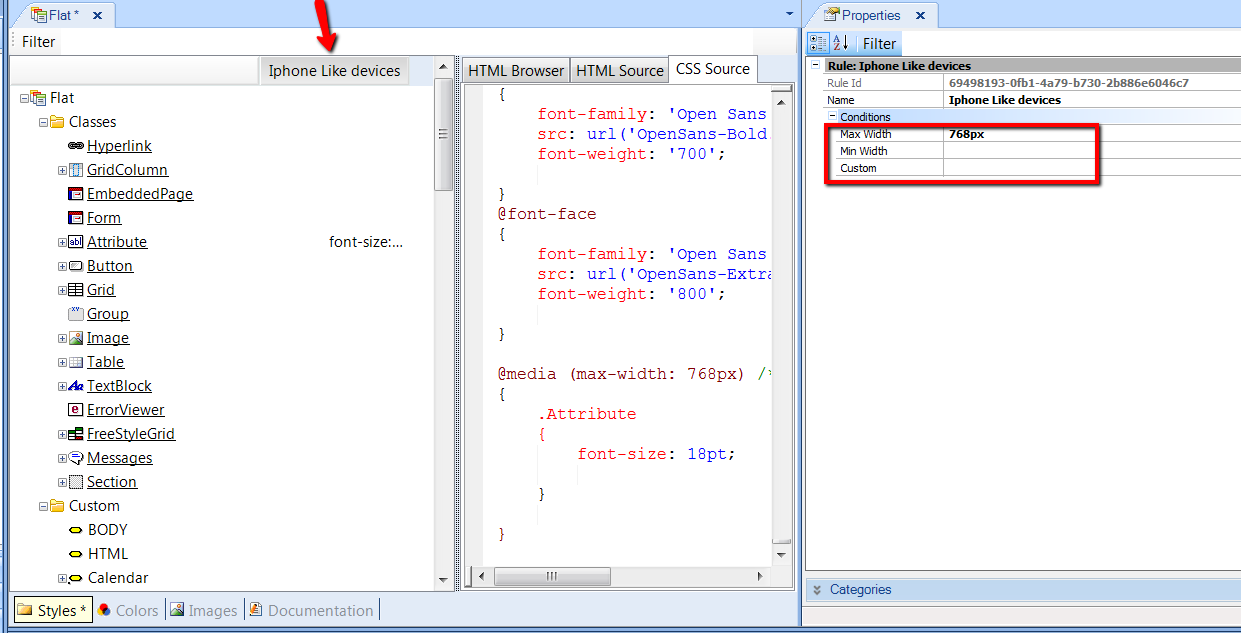 Flat *
Filter
Iphone Like devices
Flat
Classes
Hyperlink
GridColumn
EmbeddedPage
Form
Attribute font-size:...
Button
Grid
Group
Image
Table
TextBlock
ErrorViewer
FreeStyleGrid
Messages
Section
Custom
BODY
HTML
Calendar
Styles * Colors Images Documentation
HTML Browser HTML Source CSS Source
{
font-family: 'Open Sans
src: url('OpenSans-Bold.
font-weight: '700';
}
@font-face
{
font-family: 'Open Sans
src: url('OpenSans-Extra
font-weight: '800';
}
@media (max-width: 768px) /*
{
.Attribute
{
font-size: 18pt;
}
}
Properties
Filter
Rule: Iphone Like devices
Rule Id 69498193-0fb1-4a79-b730-2b886e6046c7
Name Iphone Like devices
Conditions
Max Width 768px
Min Width
Custom
Categories